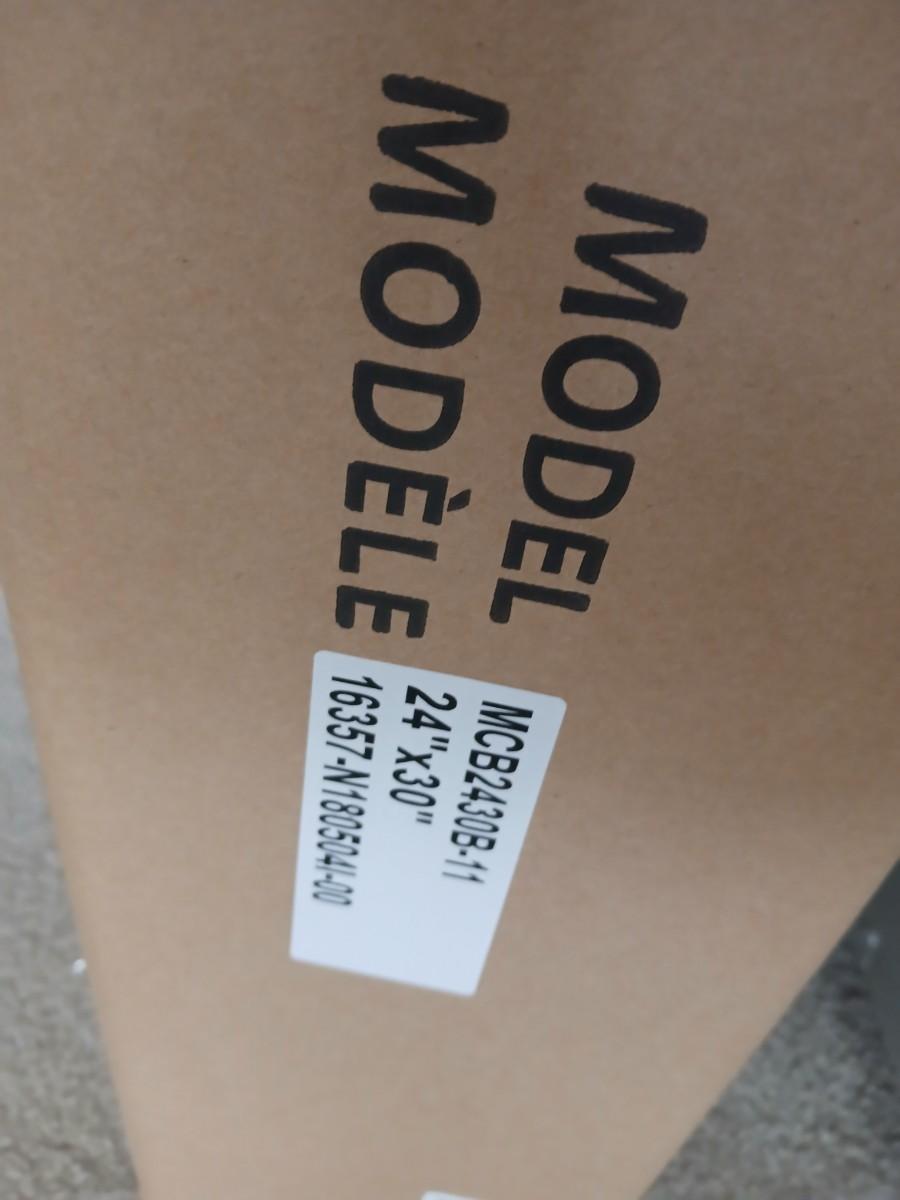 MODEL
MODÈLE
MCB2430B-11
24"x30"
16357-N180504I-00